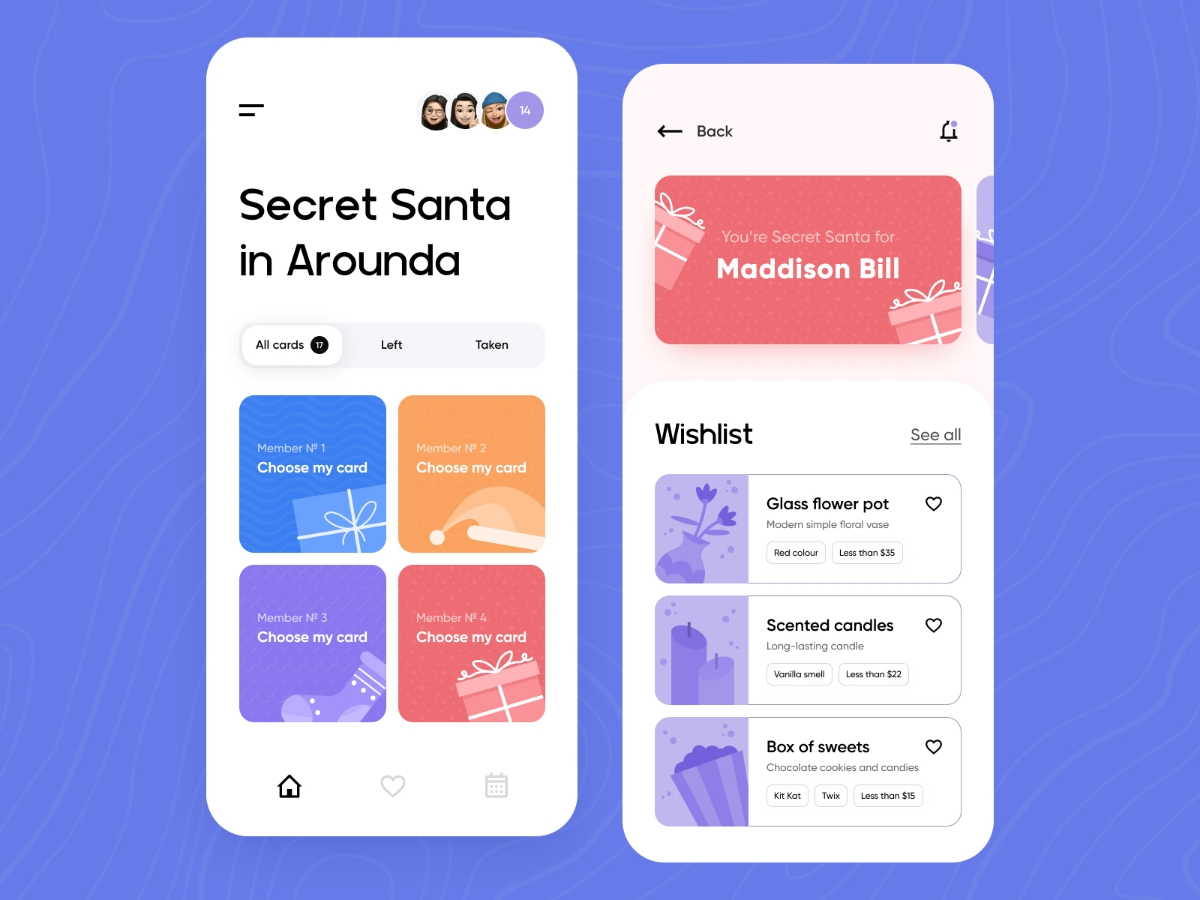 14
Secret Santa
in Arounda
All cards 17 Left Taken
Member № 1
Choose my card
Member № 2
Choose my card
Member № 3
Choose my card
Member № 4
Choose my card
Back
You're Secret Santa for
Maddison Bill
Wishlist
See all
Glass flower pot
Modern simple floral vase
Red colour Less than $35
Scented candles
Long-lasting candle
Vanilla smell Less than $22
Box of sweets
Chocolate cookies and candies
Kit Kat Twix Less than $15